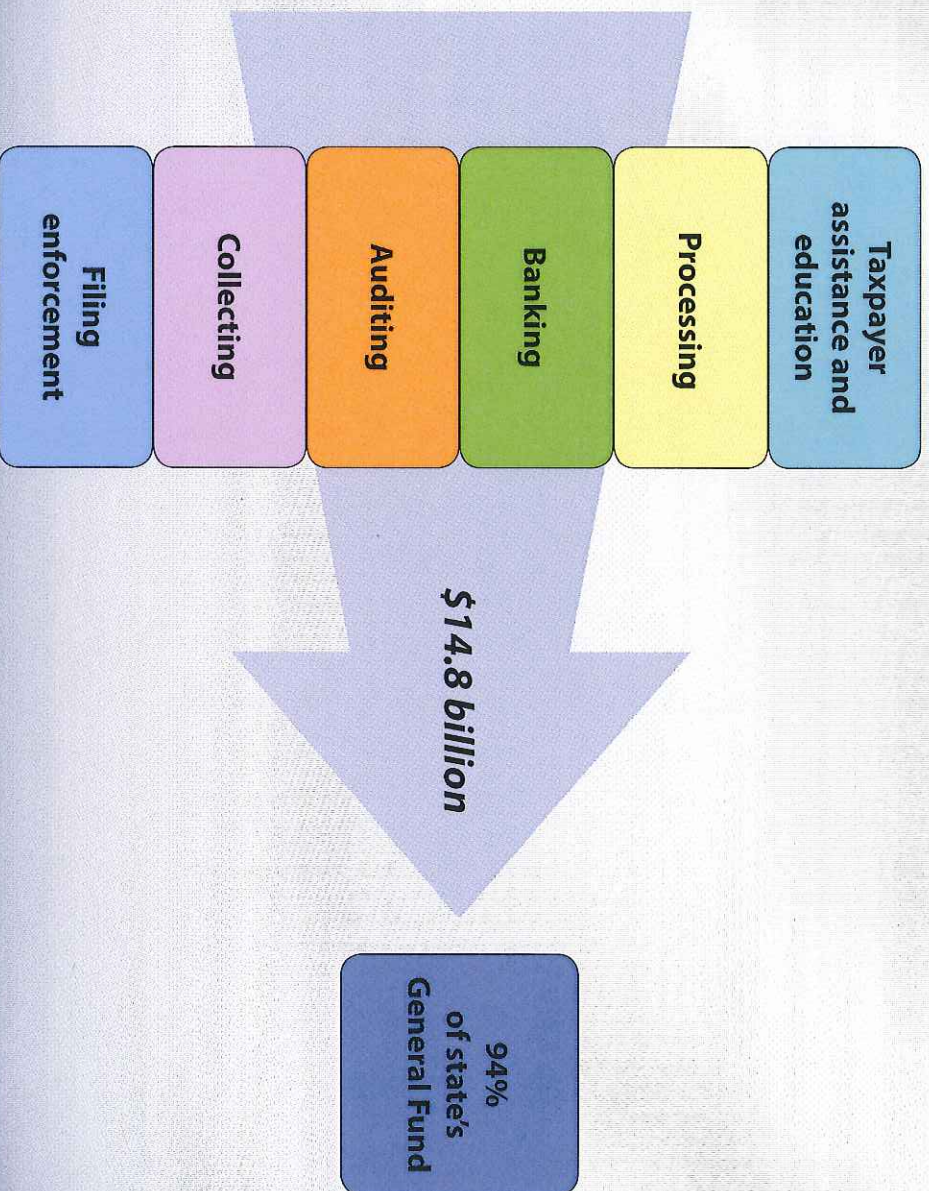 Taxpayer
assistance and
education
Processing
Banking
Auditing
Collecting
Filing
enforcement
$14.8 billion
94%
of state's
General Fund